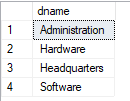 dname
1 Administration
2 Hardware
3 Headquarters
4 Software